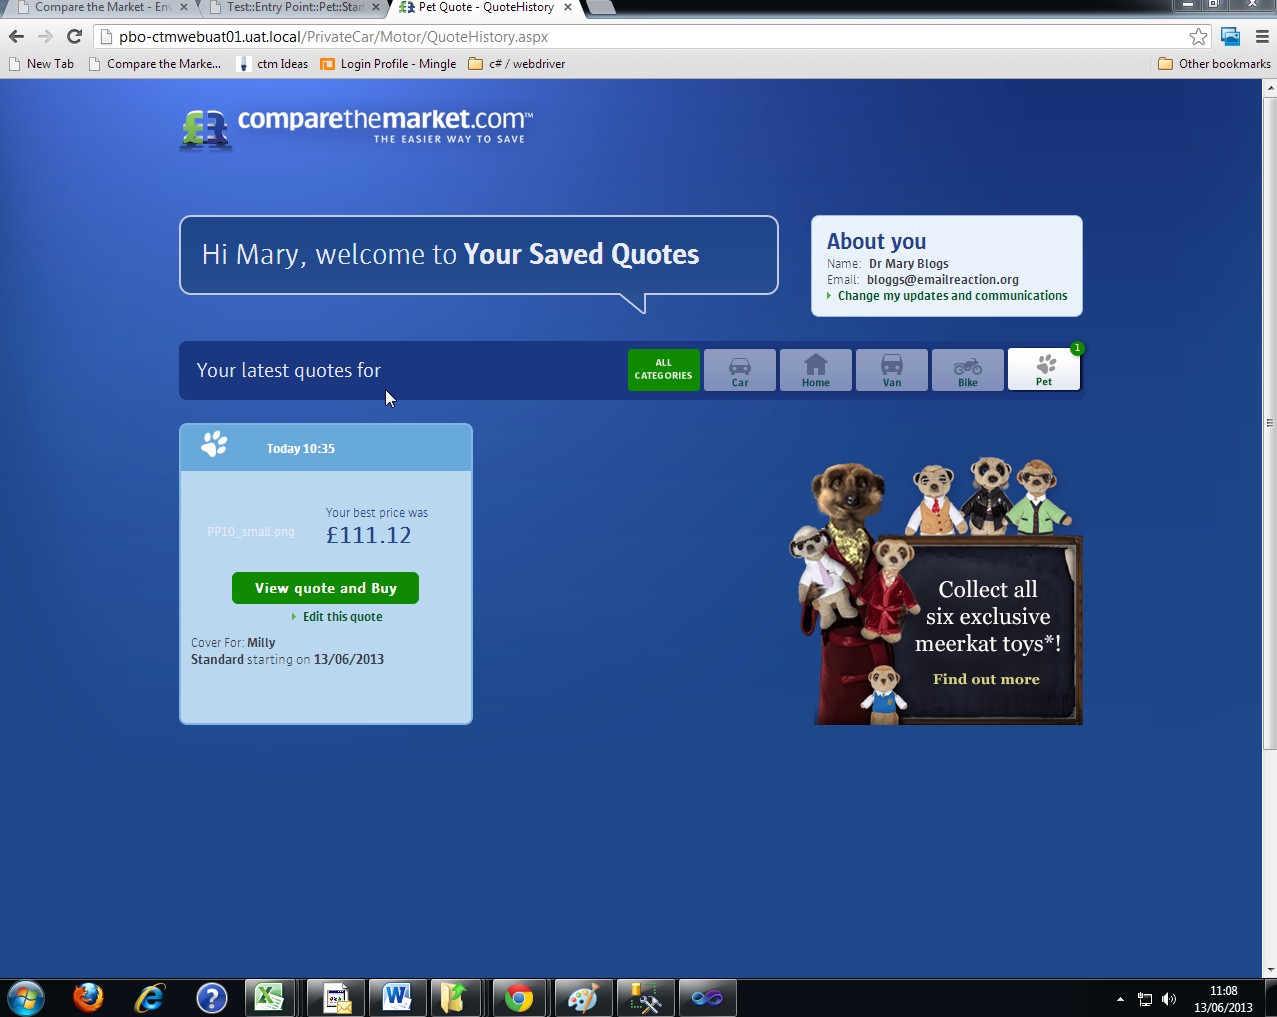 Compare the Market - Env
Test::Entry Point::Pet::Star
Pet Quote - QuoteHistory
pbo-ctmwebuat01.uat.local/PrivateCar/Motor/QuoteHistory.aspx
New Tab
Compare the Marke...
ctm Ideas
Login Profile - Mingle
c# / webdriver
Other bookmarks
comparethemarket.com™
THE EASIER WAY TO SAVE
Hi Mary, welcome to Your Saved Quotes
About you
Name: Dr Mary Blogs
Email: bloggs@emailreaction.org
Change my updates and communications
Your latest quotes for
ALL
CATEGORIES
Car
Home
Van
Bike
Pet
1
Today 10:35
PP10_small.png
Your best price was
£111.12
View quote and Buy
Edit this quote
Cover For: Milly
Standard starting on 13/06/2013
Collect all
six exclusive
meerkat toys*!
Find out more
11:08
13/06/2013